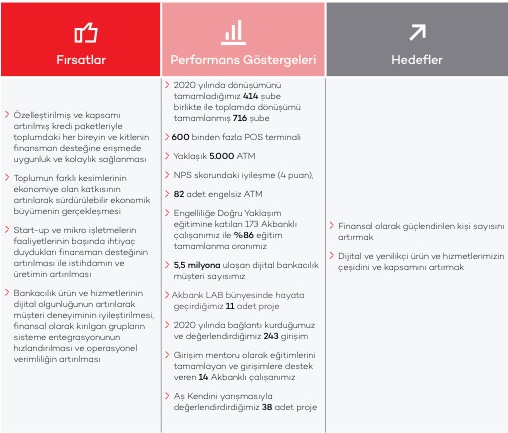 Fırsatlar
Özelleştirilmiş ve kapsamı
artırılmış kredi paketleriyle
toplumdaki her bireyin ve kitlenin
finansman desteğine erişmede
uygunluk ve kolaylık sağlanması
Toplumun farklı kesimlerinin
ekonomiye olan katkısının
artırılarak sürdürülebilir ekonomik
büyümenin gerçekleşmesi
Start-up ve mikro işletmelerin
faaliyetlerinin başında ihtiyaç
duydukları finansman desteğinin
artırılması ile istihdamın ve
üretimin artırılması
Bankacılık ürün ve hizmetlerinin
dijital olgunluğunun artırılarak
müşteri deneyiminin iyileştirilmesi,
finansal olarak kırılgan grupların
sisteme entegrasyonunun
hızlandırılması ve operasyonel
verimliliğin artırılması
Performans Göstergeleri
2020 yılında dönüşümünü
tamamladığımız 414 şube
birlikte ile toplamda dönüşümü
tamamlanmış 716 şube
600 binden fazla POS terminali
Yaklaşık 5.000 ATM
NPS skorundaki iyileşme (4 puan),
82 adet engelsiz ATM
Engelliliğe Doğru Yaklaşım
eğitimine katılan 173 Akbanklı
çalışanımız ile %86 eğitim
tamamlanma oranımız
5,5 milyona ulaşan dijital bankacılık
müşteri sayısımız
Akbank LAB bünyesinde hayata
geçirdiğimiz 11 adet proje
2020 yılında bağlantı kurduğumuz
ve değerlendirdiğimiz 243 girişim
Girişim mentoru olarak eğitimlerini
tamamlayan ve girişimlere destek
veren 14 Akbanklı çalışanımız
Aş Kendini yarışmasıyla
değerlendirdirdiğimiz 38 adet proje
Hedefler
Finansal olarak güçlendirilen kişi sayısını
artırmak
Dijital ve yenilikçi ürün ve hizmetlerimizin
çeşidini ve kapsamını artırmak